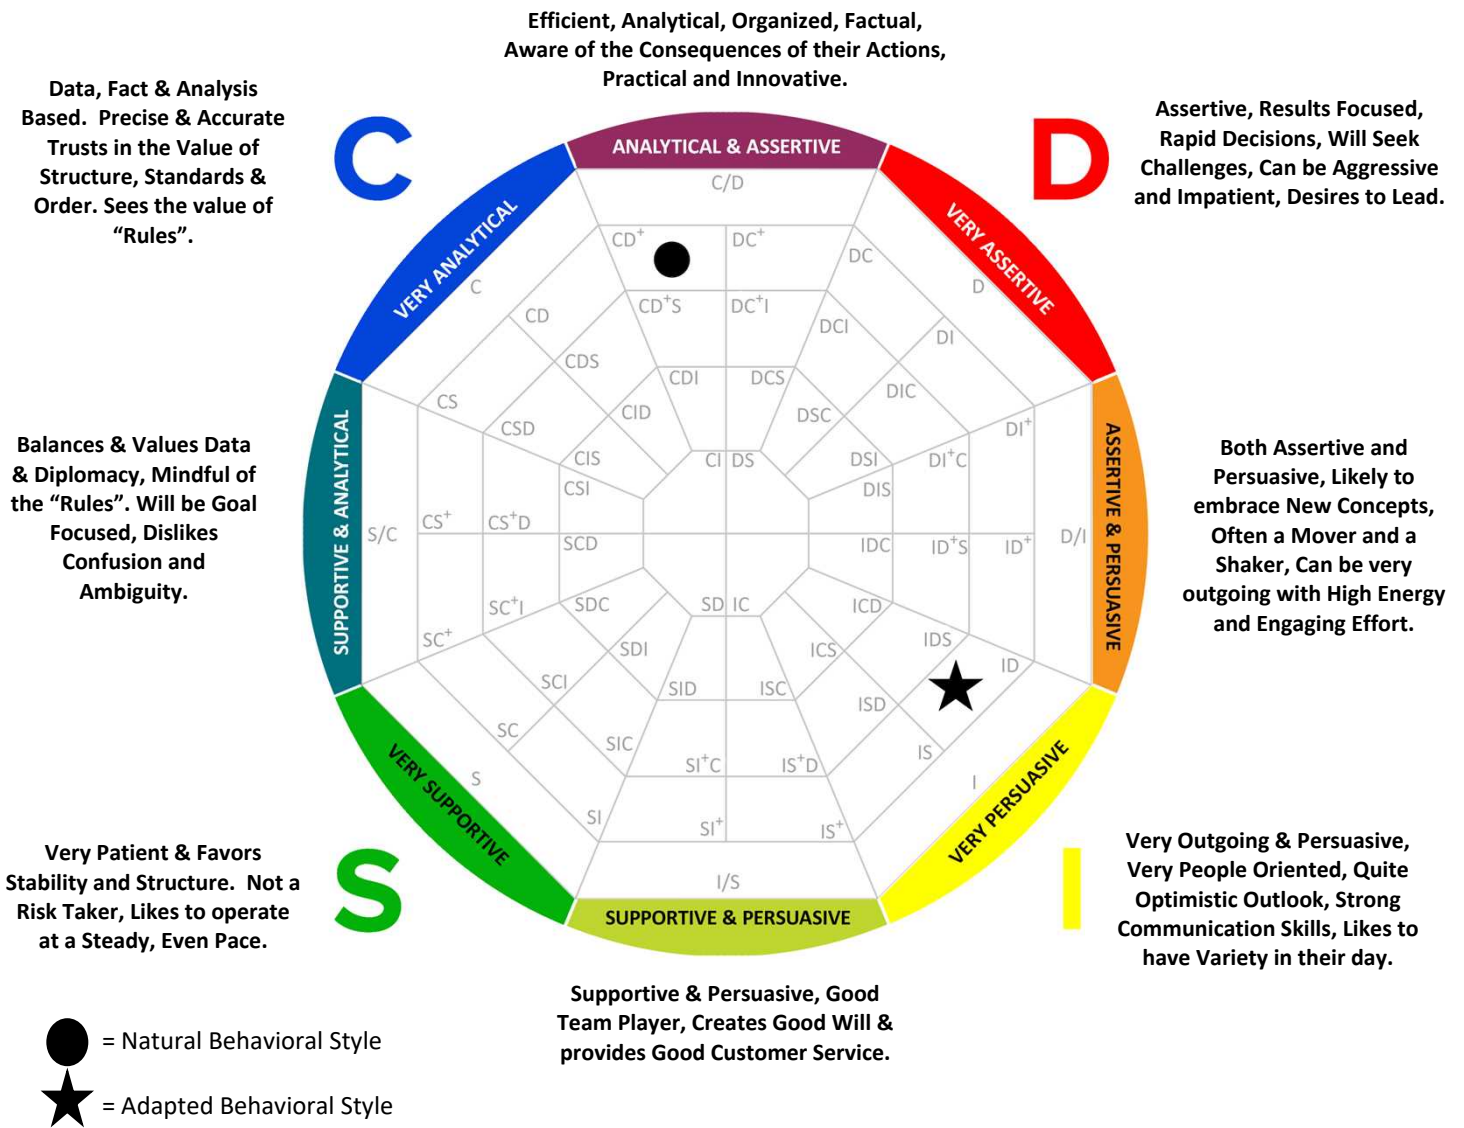 Efficient, Analytical, Organized, Factual,
Aware of the Consequences of their Actions,
Practical and Innovative.
Data, Fact & Analysis
Based.  Precise & Accurate
Trusts in the Value of
Structure, Standards &
Order. Sees the value of
“Rules”.
C
D
Assertive, Results Focused,
Rapid Decisions, Will Seek
Challenges, Can be Aggressive
and Impatient, Desires to Lead.
ANALYTICAL & ASSERTIVE
VERY ANALYTICAL
VERY ASSERTIVE
C/D
CD+
DC+
DC
C
D
CD
CD+S
DC+I
DCI
DI
CDS
CDI
DCS
DIC
CS
CID
DSC
CSD
DI+
CIS
CI
DS
DSI
DI+C
CSI
DIS
Balances & Values Data
& Diplomacy, Mindful of
the “Rules”. Will be Goal
Focused, Dislikes
Confusion and
Ambiguity.
SUPPORTIVE & ANALYTICAL
S/C
CS+
CS+D
SCD
IDC
ID+S
ID+
D/I
ASSERTIVE & PERSUASIVE
Both Assertive and
Persuasive, Likely to
embrace New Concepts,
Often a Mover and a
Shaker, Can be very
outgoing with High Energy
and Engaging Effort.
SC+I
SDC
SD
IC
ICD
SC+
SDI
ICS
IDS
ID
SCI
SID
ISC
ISD
SC
SIC
SI+C
IS+D
IS
S
I
SI
SI+
IS+
I/S
VERY SUPPORTIVE
VERY PERSUASIVE
SUPPORTIVE & PERSUASIVE
Very Patient & Favors
Stability and Structure.  Not a
Risk Taker, Likes to operate
at a Steady, Even Pace.
S
I
Very Outgoing & Persuasive,
Very People Oriented, Quite
Optimistic Outlook, Strong
Communication Skills, Likes to
have Variety in their day.
Supportive & Persuasive, Good
Team Player, Creates Good Will &
provides Good Customer Service.
= Natural Behavioral Style
= Adapted Behavioral Style